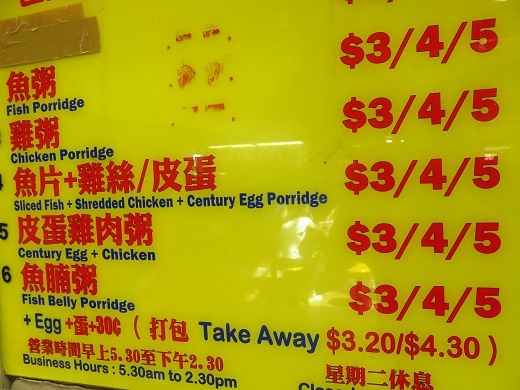 $3/4/5
魚粥 $3/4/5
Fish Porridge
雞粥
Chicken Porridge
魚片+雞絲/皮蛋 $3/4/5
Sliced Fish + Shredded Chicken + Century Egg Porridge
5 皮蛋雞肉粥 $3/4/5
Century Egg + Chicken
6 魚腩粥 $3/4/5
Fish Belly Porridge
+ Egg +蛋+30¢ ( 打包 Take Away $3.20/$4.30 )
營業時間早上5.30至下午2.30 星期二休息
Business Hours : 5.30am to 2.30pm